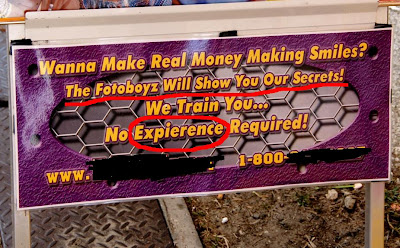 Wanna Make Real Money Making Smiles?
The Fotoboyz Will Show You Our Secrets!
We Train You...
No Expierence Required!
www. 1-800-